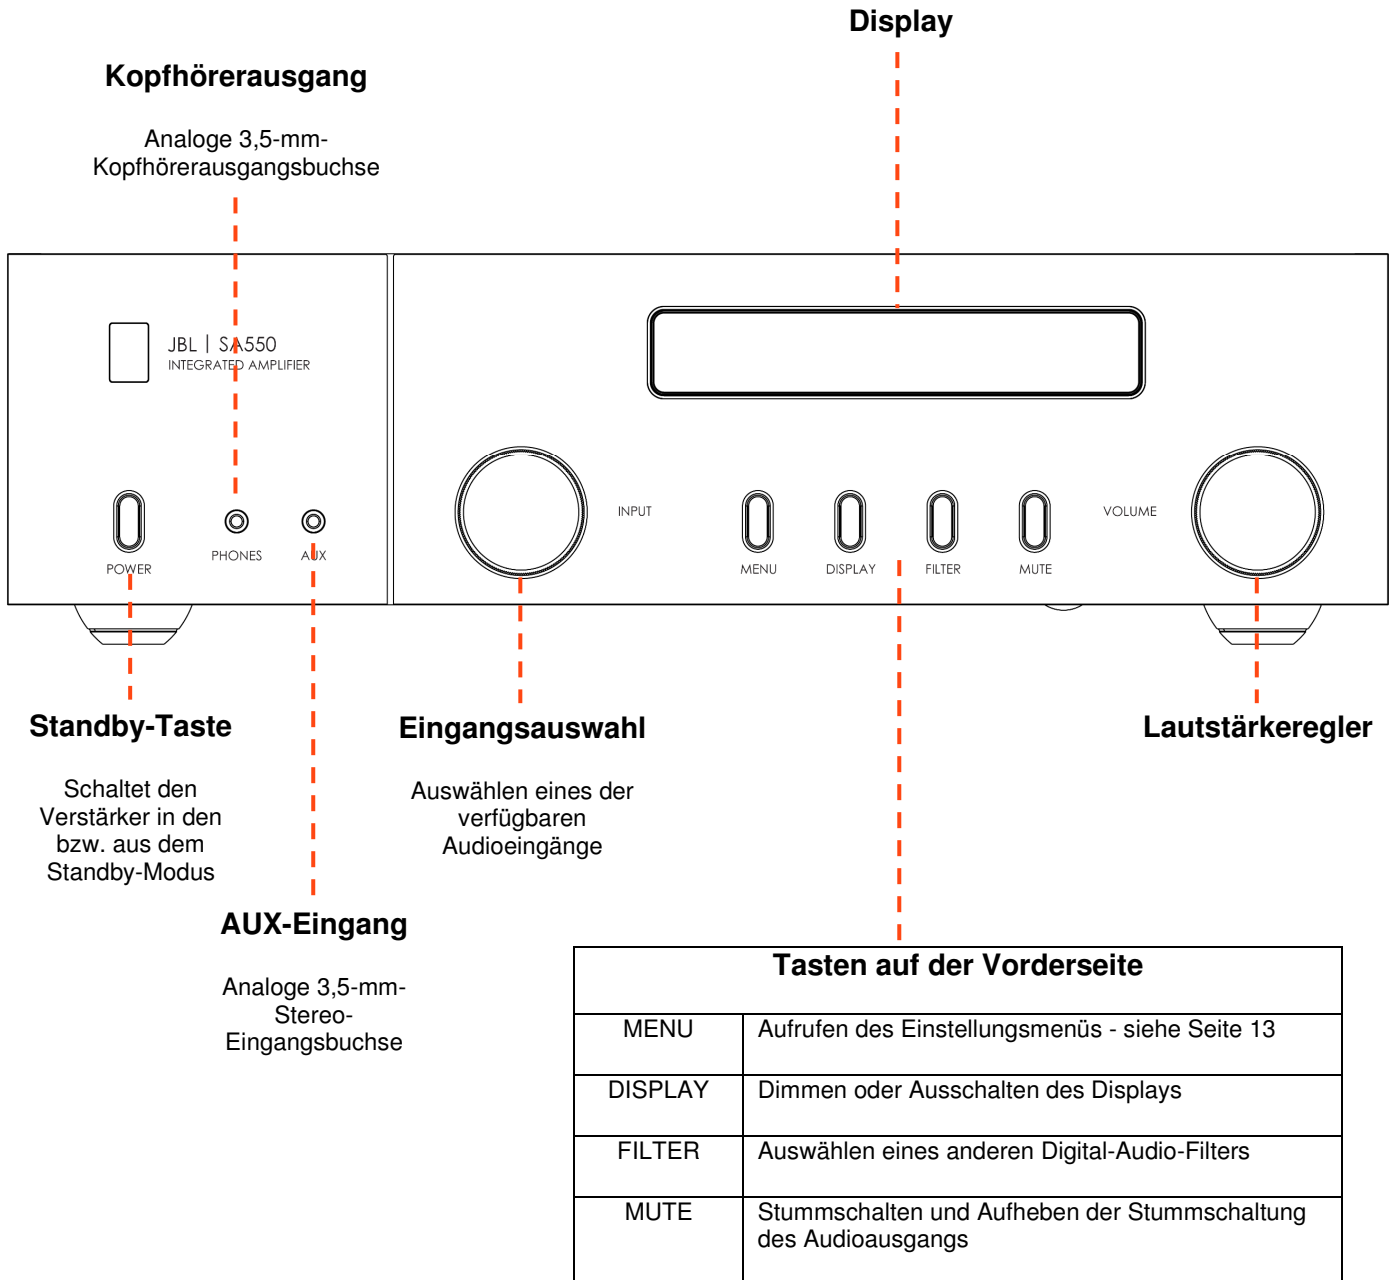 Display
Kopfhörerausgang
Analoge 3,5-mm-
Kopfhörerausgangsbuchse
JBL | SA550
INTEGRATED AMPLIFIER
POWER
PHONES
AUX
INPUT
MENU
DISPLAY
FILTER
MUTE
VOLUME
Standby-Taste
Schaltet den
Verstärker in den
bzw. aus dem
Standby-Modus
Eingangsauswahl
Auswählen eines der
verfügbaren
Audioeingänge
Lautstärkeregler
AUX-Eingang
Analoge 3,5-mm-
Stereo-
Eingangsbuchse
Tasten auf der Vorderseite
MENU Aufrufen des Einstellungsmenüs - siehe Seite 13
DISPLAY Dimmen oder Ausschalten des Displays
FILTER Auswählen eines anderen Digital-Audio-Filters
MUTE Stummschalten und Aufheben der Stummschaltung
des Audioausgangs